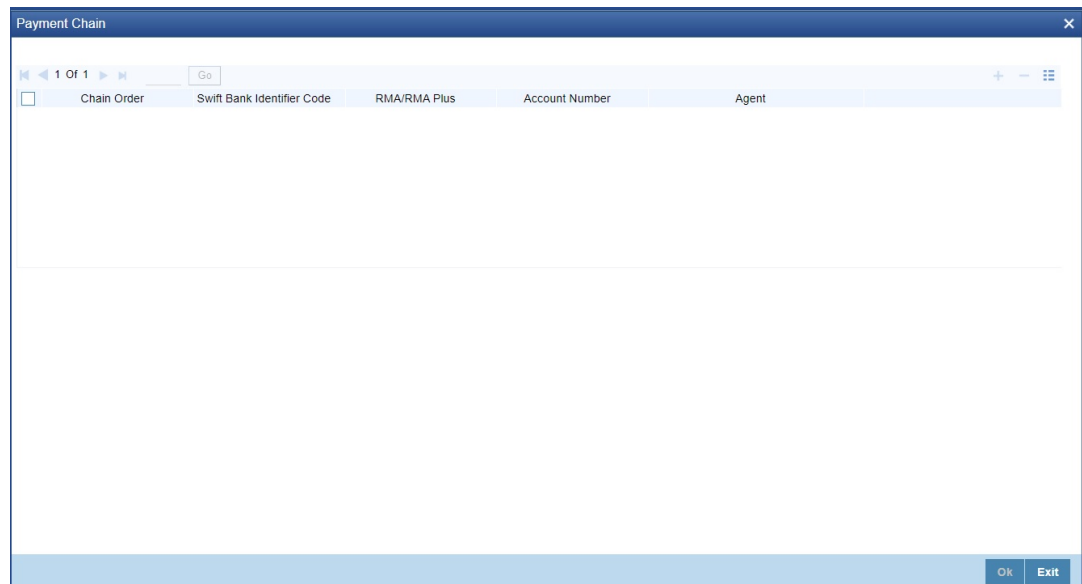 Payment Chain
1 Of 1 Go
Chain Order Swift Bank Identifier Code RMA/RMA Plus Account Number Agent
Ok Exit